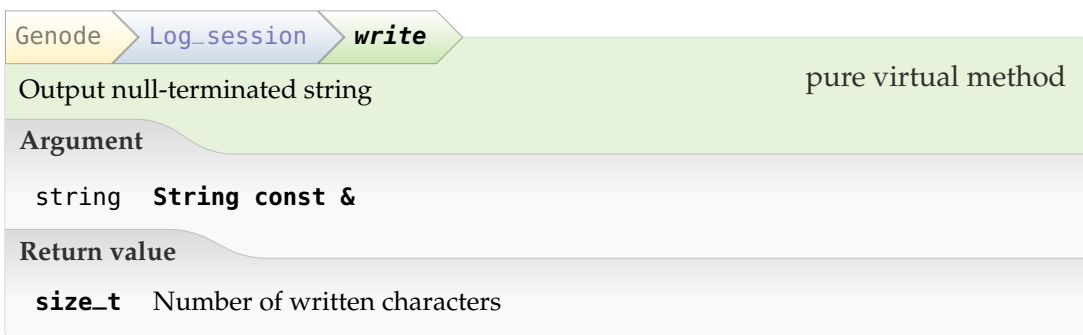 Genode Log_session write
Output null-terminated string
pure virtual method
Argument
string String const &
Return value
size_t Number of written characters